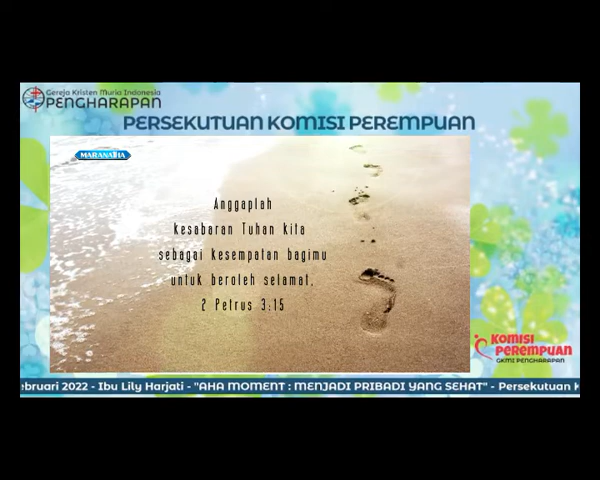 Gereja Kristen Muria Indonesia
PENGHARAPAN
PERSEKUTUAN KOMISI PEREMPUAN
MARANATHA
Anggaplah
kesabaran Tuhan kita
sebagai kesempatan bagimu
untuk beroleh selamat.
2 Petrus 3:15
KOMISI
PEREMPUAN
GKMI PENGHARAPAN
ebruari 2022 - Ibu Lily Harjati - "AHA MOMENT : MENJADI PRIBADI YANG SEHAT" - Persekutuan K